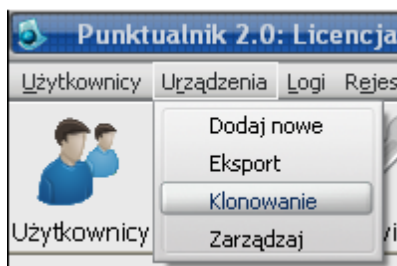 Punktualnik 2.0: Licencja
Użytkownicy Urządzenia Logi Rejes
Dodaj nowe
Eksport
Klonowanie
Zarządzaj
Użytkownicy